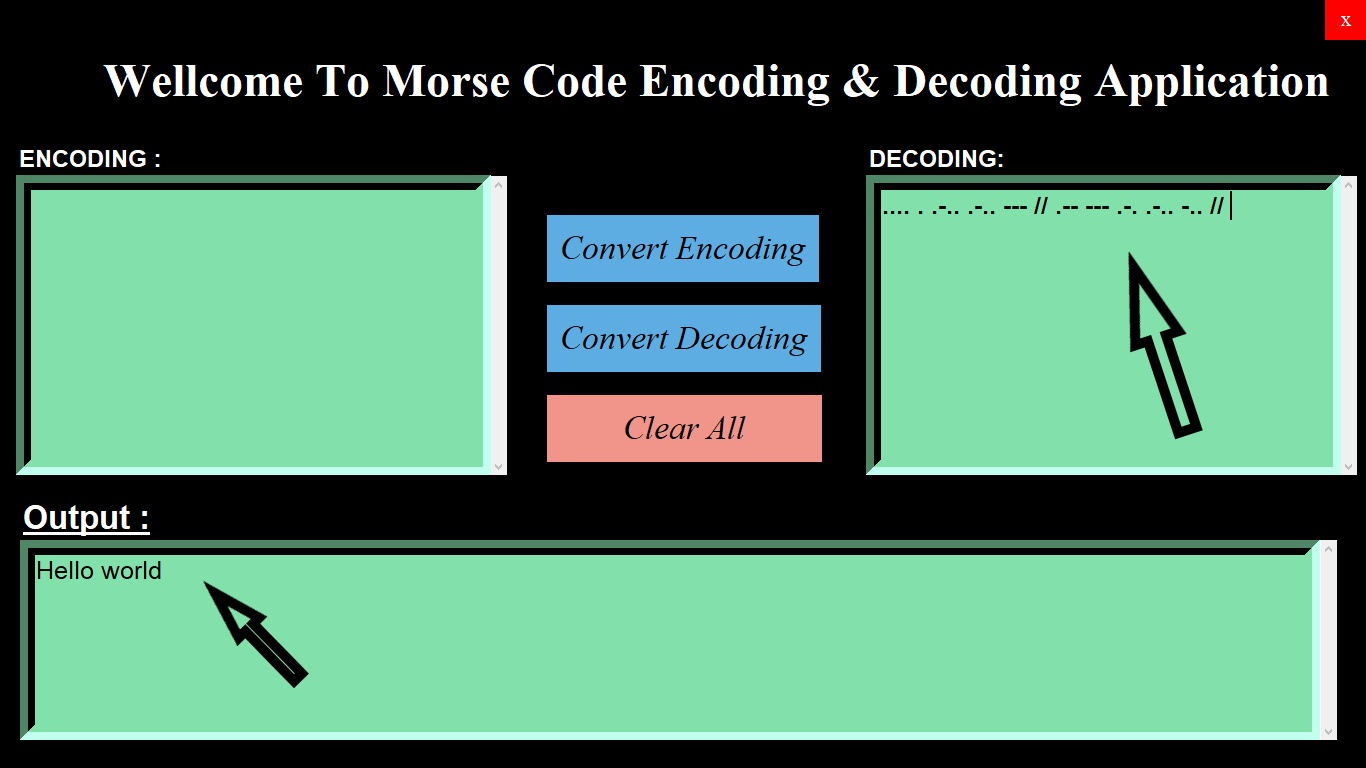 x
Wellcome To Morse Code Encoding & Decoding Application
ENCODING :
DECODING:
.... . .-.. .-.. --- // .-- --- .-. .-.. -.. //
Convert Encoding
Convert Decoding
Clear All
Output :
Hello world